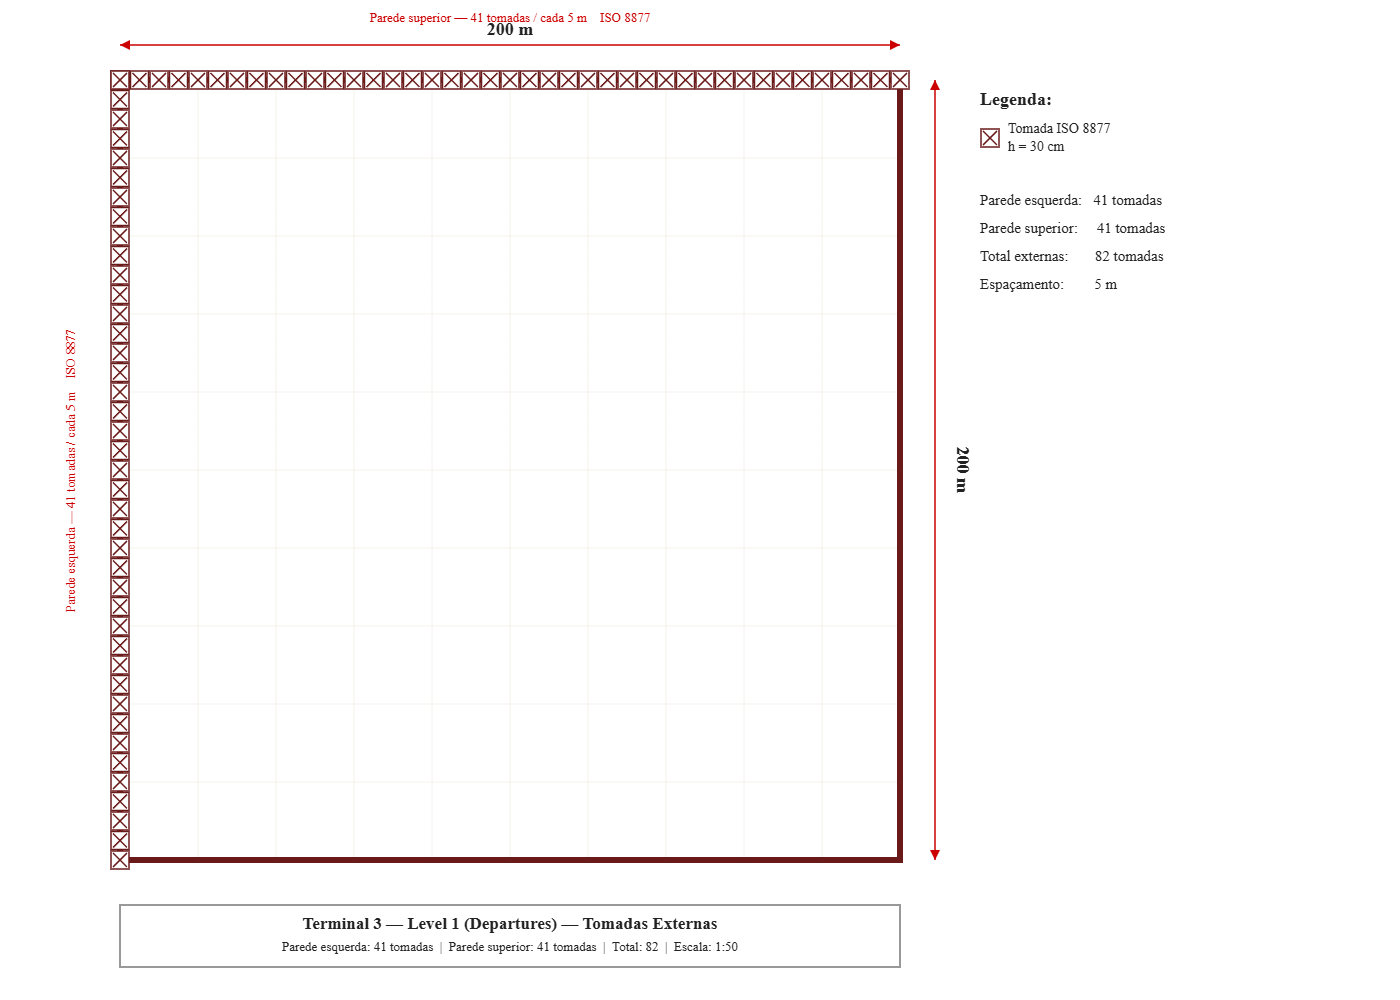 Parede superior — 41 tomadas / cada 5 m    ISO 8877
200 m
Legenda:
Tomada ISO 8877
h = 30 cm
Parede esquerda:   41 tomadas
Parede superior:     41 tomadas
Total externas:       82 tomadas
Espaçamento:        5 m
Parede esquerda — 41 tomadas / cada 5 m    ISO 8877
200 m
Terminal 3 — Level 1 (Departures) — Tomadas Externas
Parede esquerda: 41 tomadas  |  Parede superior: 41 tomadas  |  Total: 82  |  Escala: 1:50